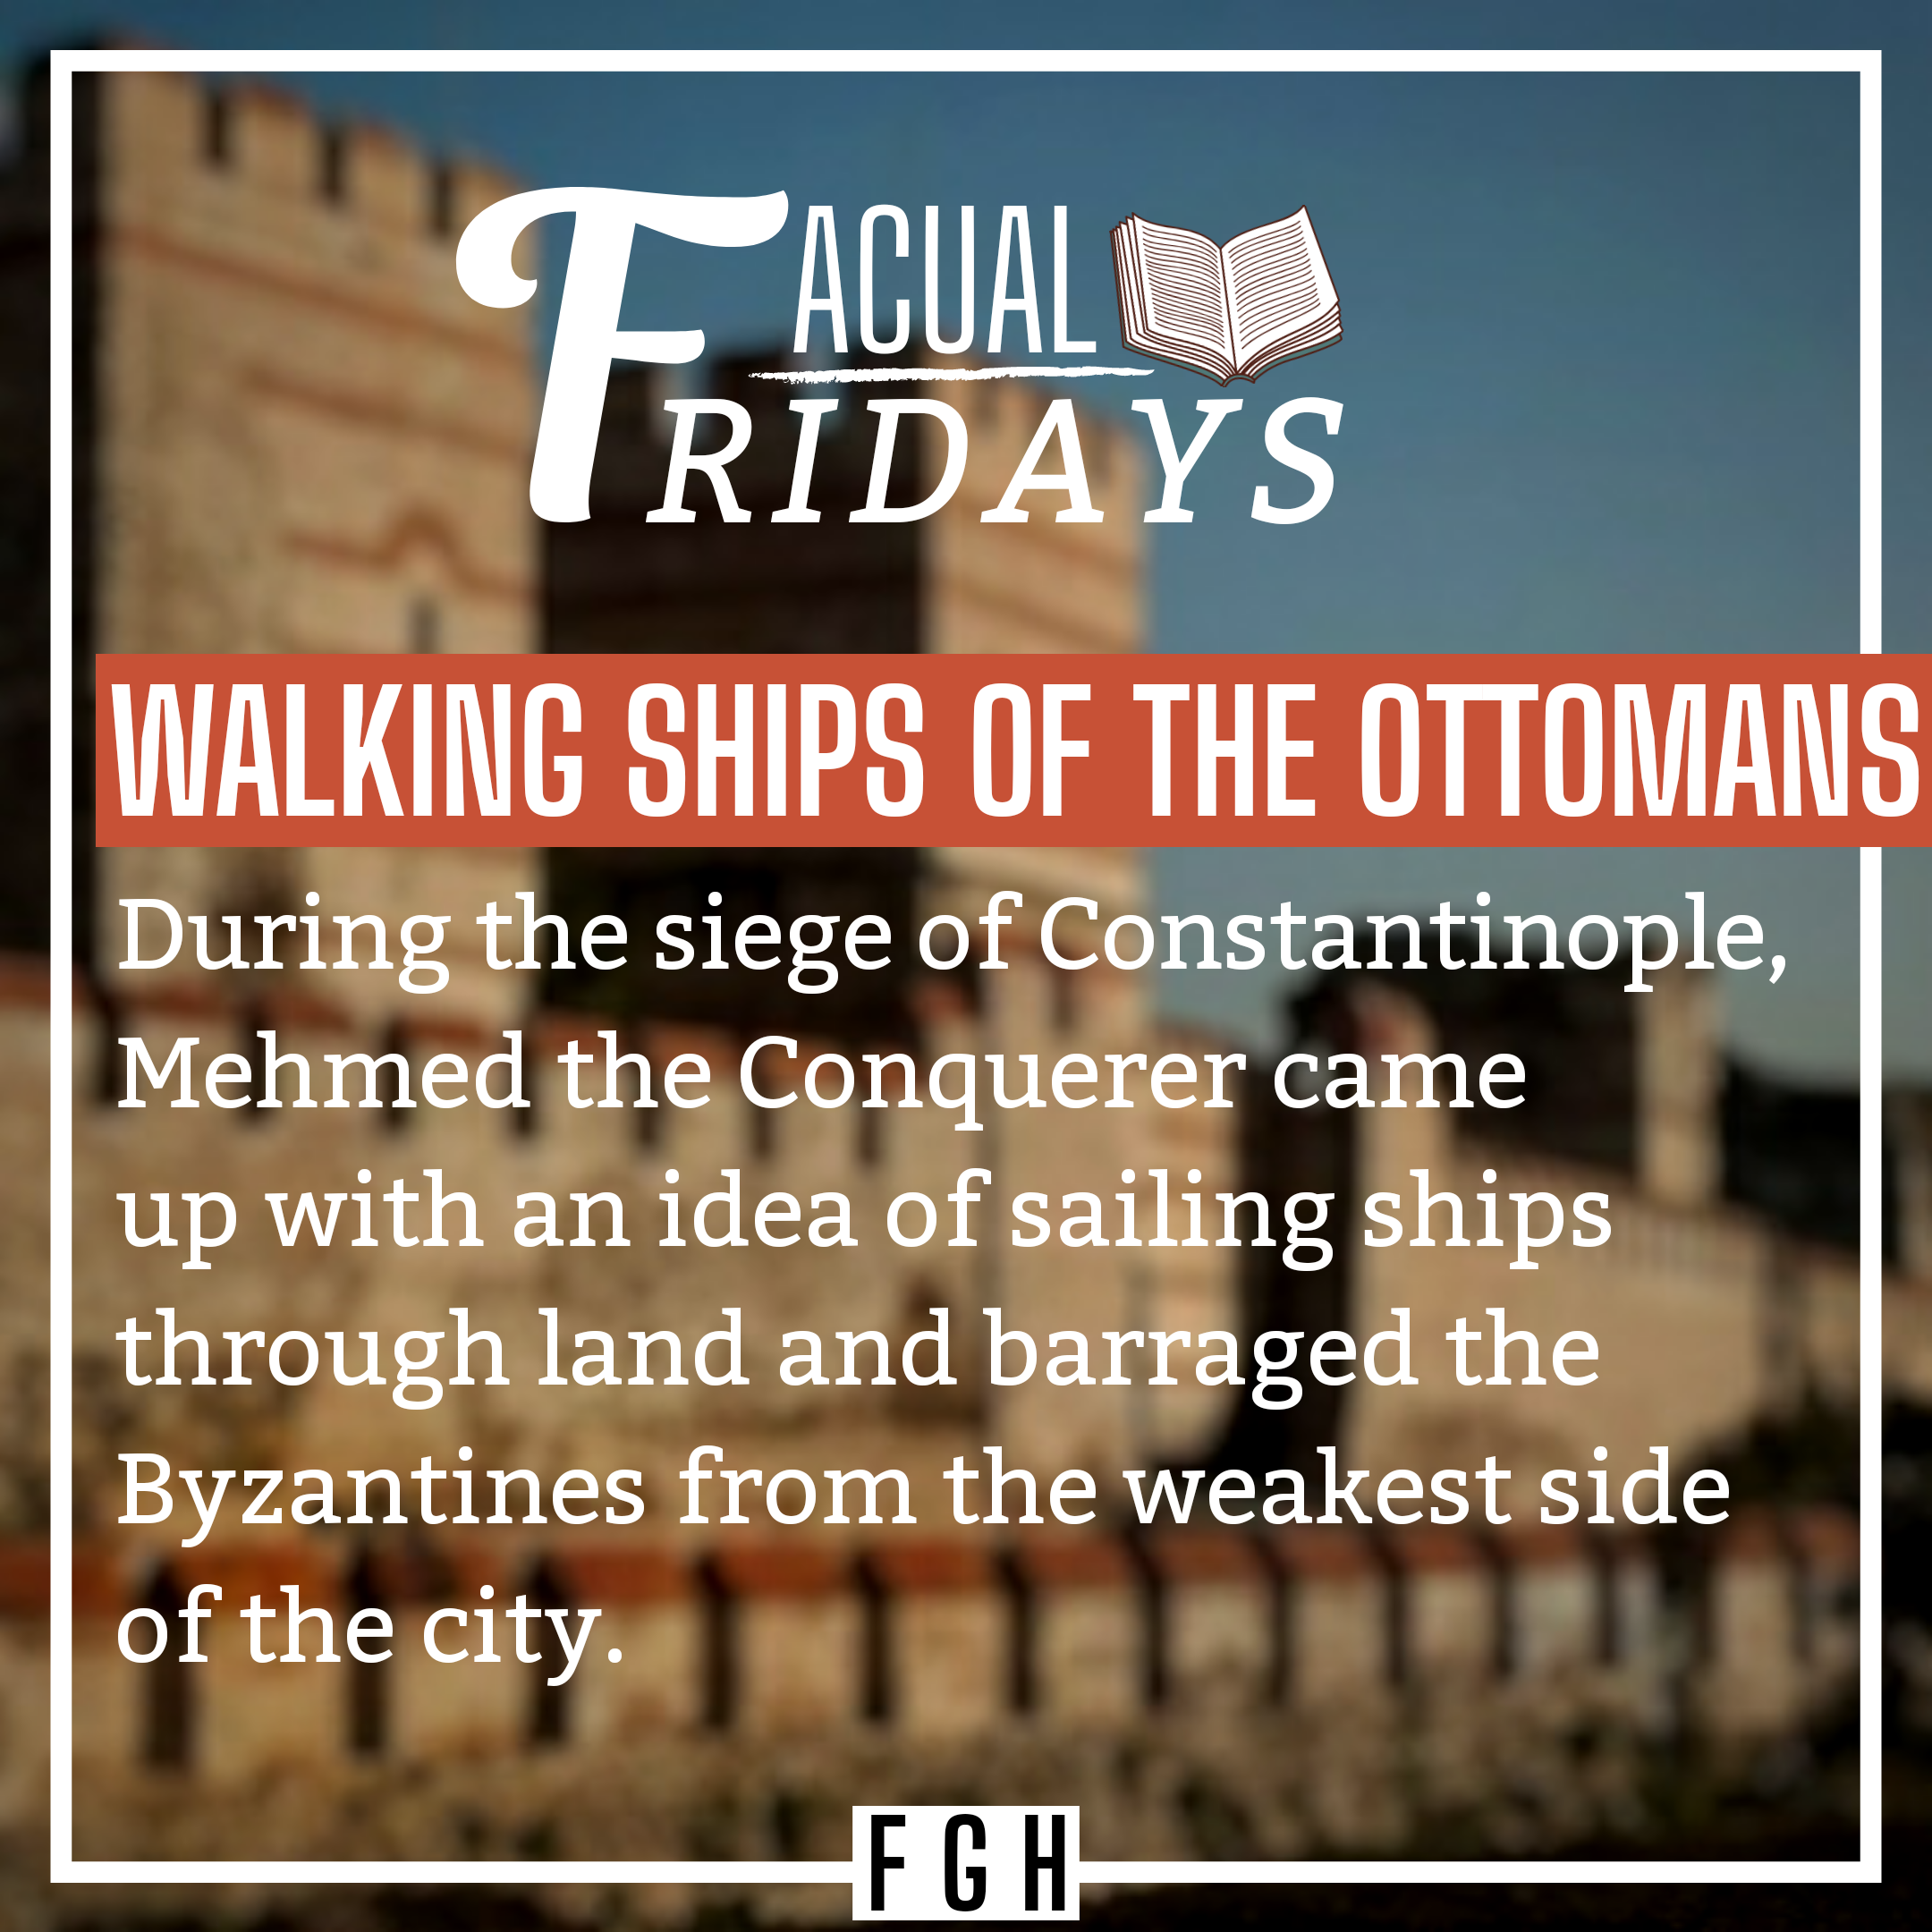 FACUAL
FRIDAYS
WALKING SHIPS OF THE OTTOMANS
During the siege of Constantinople,
Mehmed the Conquerer came
up with an idea of sailing ships
through land and barraged the
Byzantines from the weakest side
of the city.
FGH